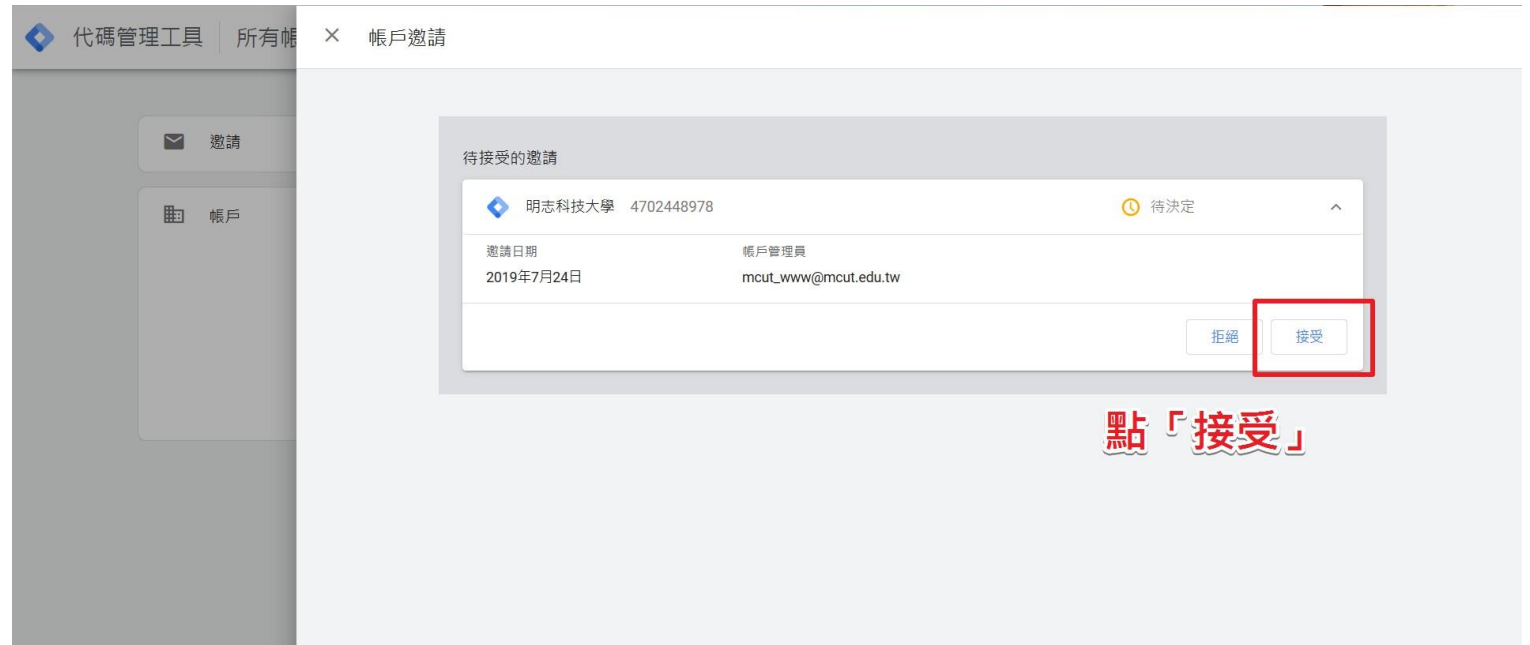 代碼管理工具
所有帳
帳戶邀請
邀請
帳戶
待接受的邀請
明志科技大學 4702448978
待決定
邀請日期
帳戶管理員
2019年7月24日
mcut_www@mcut.edu.tw
拒絕
接受
點「接受」